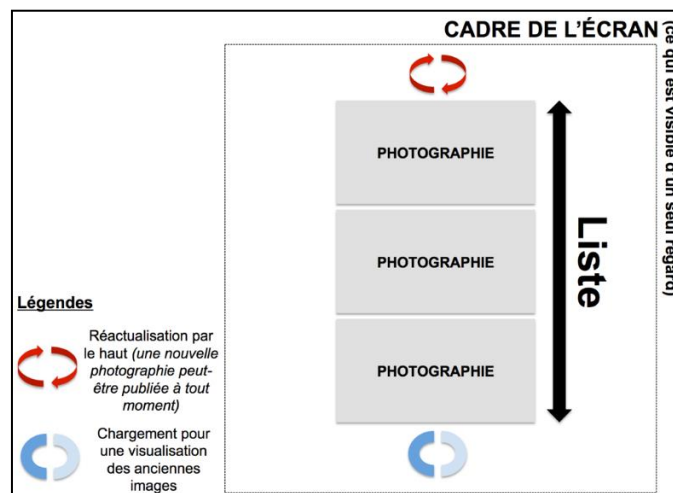 CADRE DE L'ÉCRAN
(ce qui est visible d'un seul regard)
PHOTOGRAPHIE
PHOTOGRAPHIE
PHOTOGRAPHIE
Liste
Légendes
Réactualisation par
le haut (une nouvelle
photographie peut-
être publiée à tout
moment)
Chargement pour
une visualisation
des anciennes
images